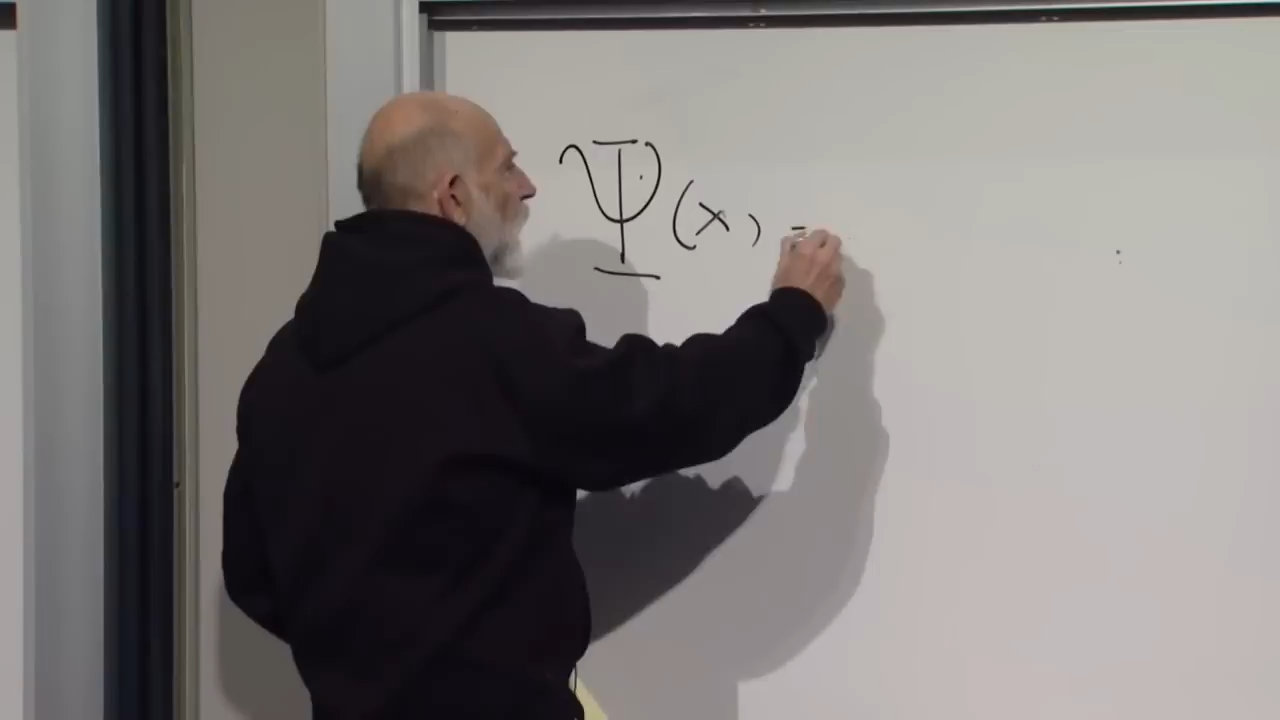 Ψ(x) =